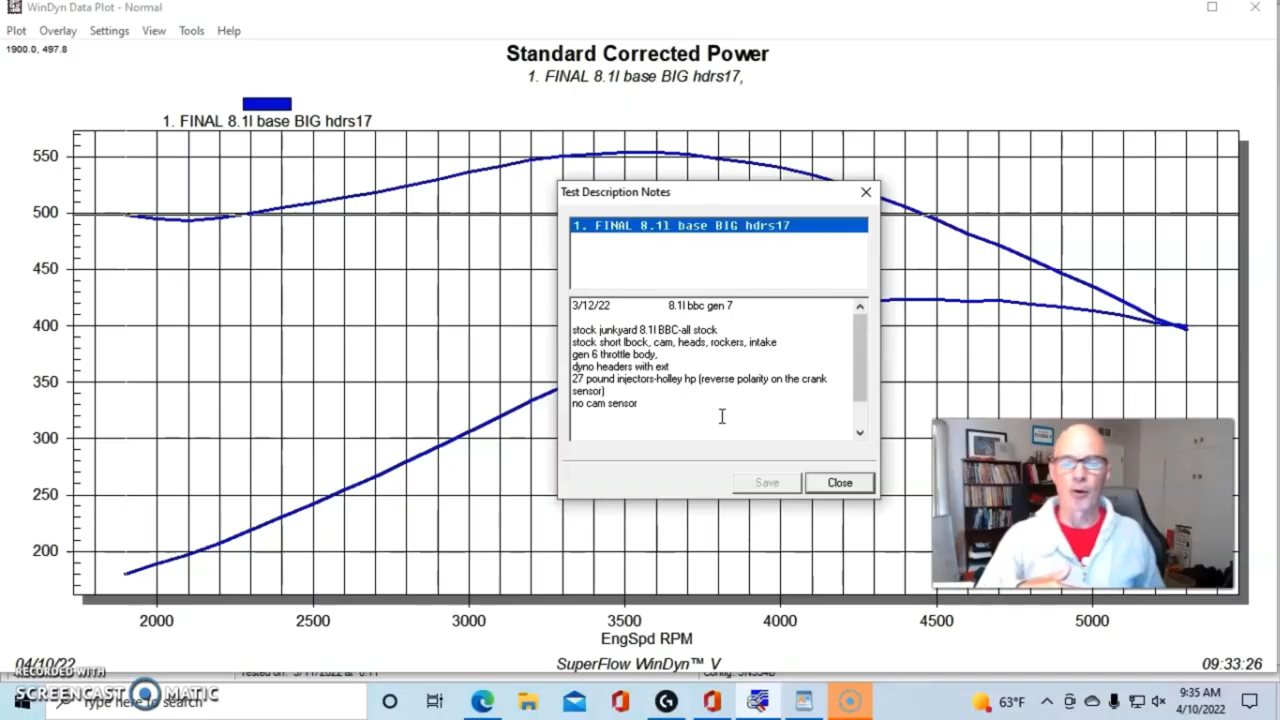 WinDyn Data Plot - Normal
Plot Overlay Settings View Tools Help
1900.0, 497.8
Standard Corrected Power
1. FINAL 8.1l base BIG hdrs17,
1. FINAL 8.1l base BIG hdrs17
550
500
450
400
350
300
250
200
Test Description Notes
1. FINAL 8.1l base BIG hdrs17
3/12/22 8.1l bbc gen 7
stock junkyard 8.1l BBC-all stock
stock short lbock, cam, heads, rockers, intake
gen 6 throttle body,
dyno headers with ext
27 pound injectors-holley hp (reverse polarity on the crank
sensor)
no cam sensor
Save Close
2000 2500 3000 3500 4000 4500 5000
EngSpd RPM
04/10/22 SuperFlow WinDyn™ V 09:33:26
RECORDED WITH
SCREENCAST MATIC
Type here to search
63°F
9:35 AM
4/10/2022